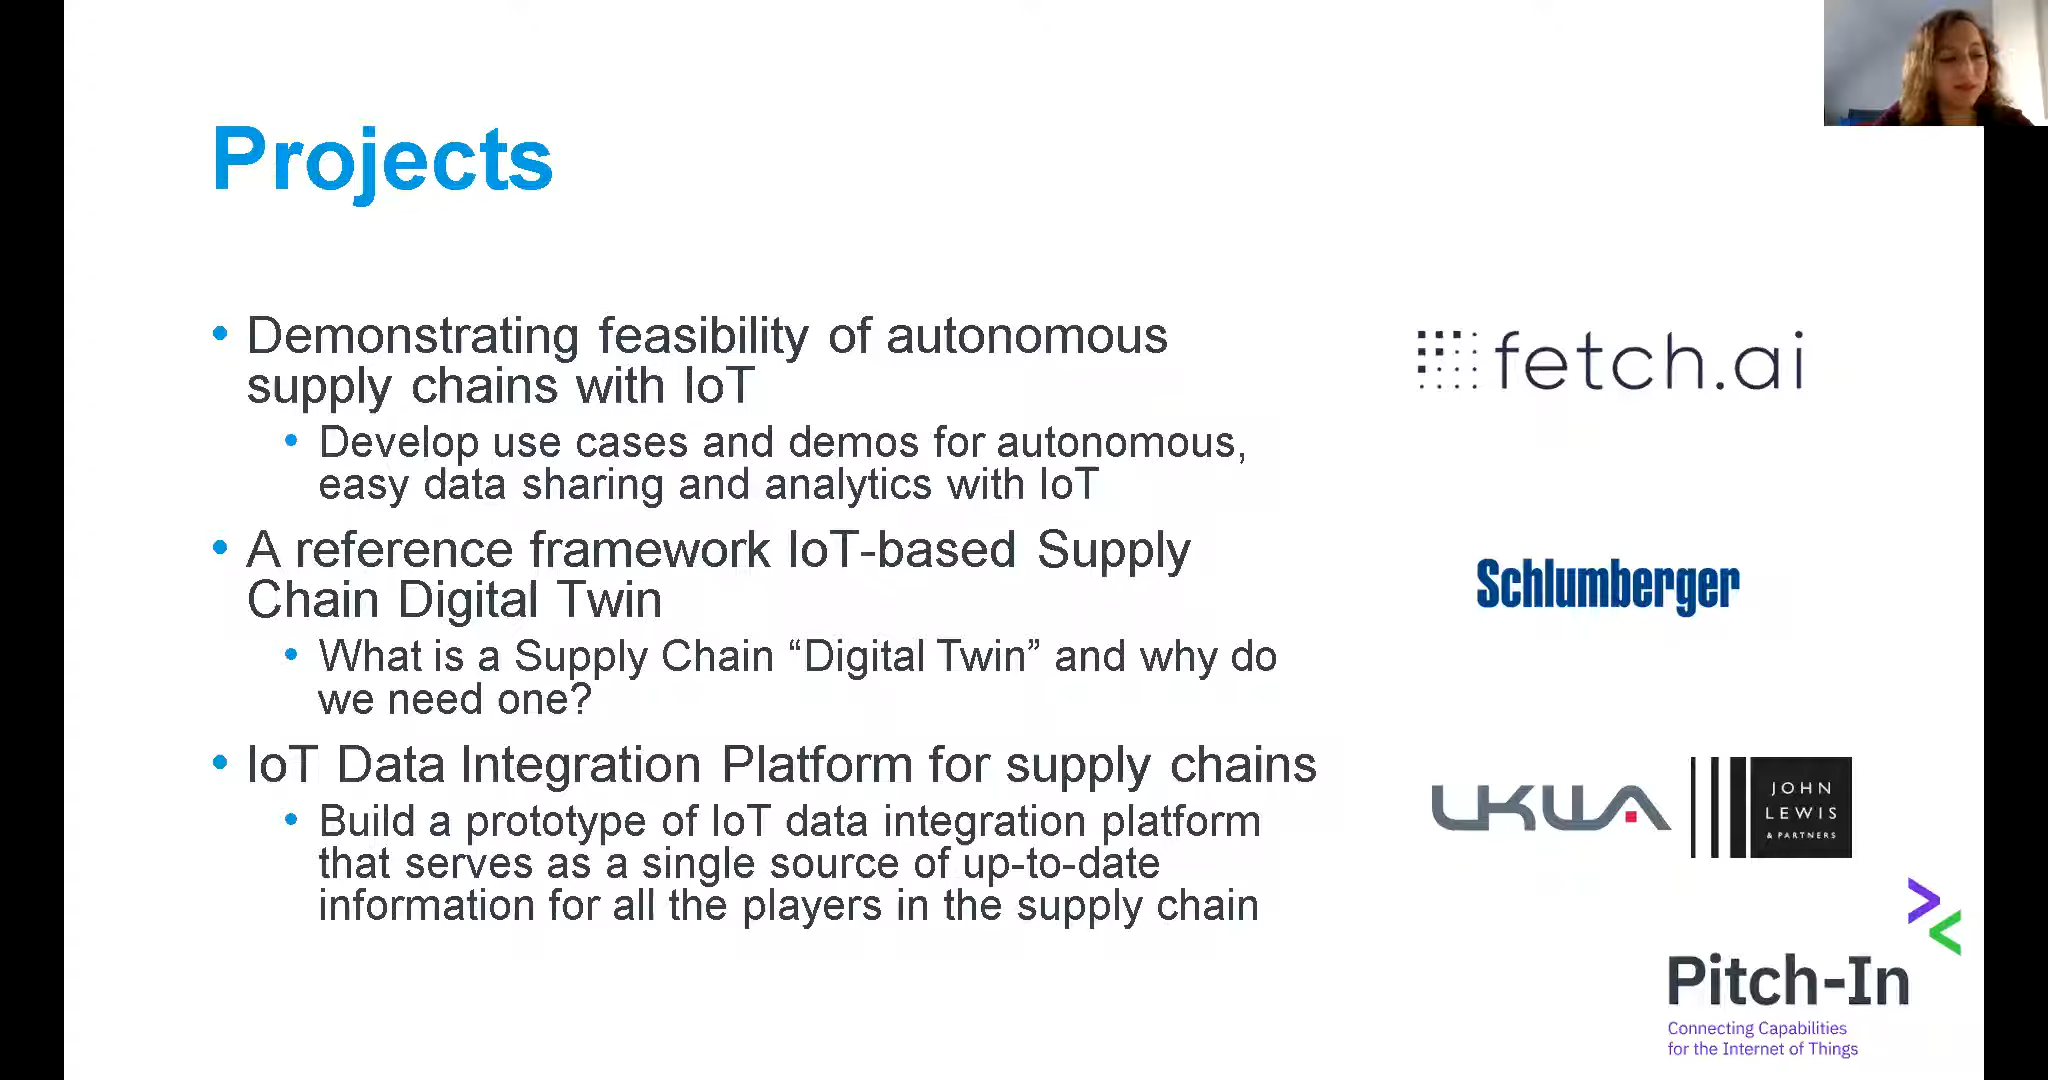 Projects
• Demonstrating feasibility of autonomous
supply chains with IoT
• Develop use cases and demos for autonomous,
easy data sharing and analytics with IoT
• A reference framework IoT-based Supply
Chain Digital Twin
• What is a Supply Chain “Digital Twin” and why do
we need one?
• IoT Data Integration Platform for supply chains
• Build a prototype of IoT data integration platform
that serves as a single source of up-to-date
information for all the players in the supply chain
fetch.ai
Schlumberger
UKWA
JOHN
LEWIS
& PARTNERS
Pitch-In
Connecting Capabilities
for the Internet of Things